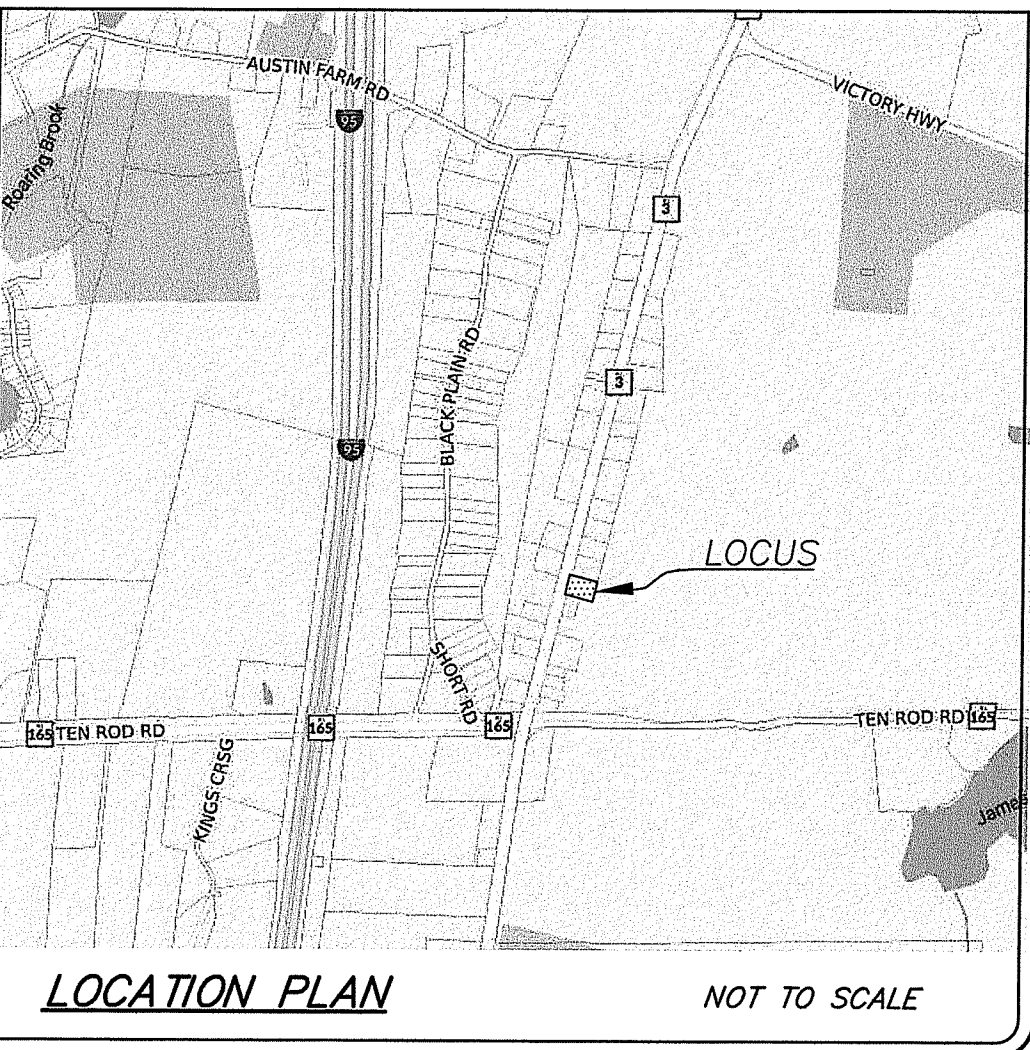 AUSTIN FARM RD
VICTORY HWY
95
Roaring Brook
3
3
BLACK PLAIN RD
95
LOCUS
SHORT RD
165 TEN ROD RD
165
165
TEN ROD RD 165
KINGS CRSG
James
LOCATION PLAN
NOT TO SCALE